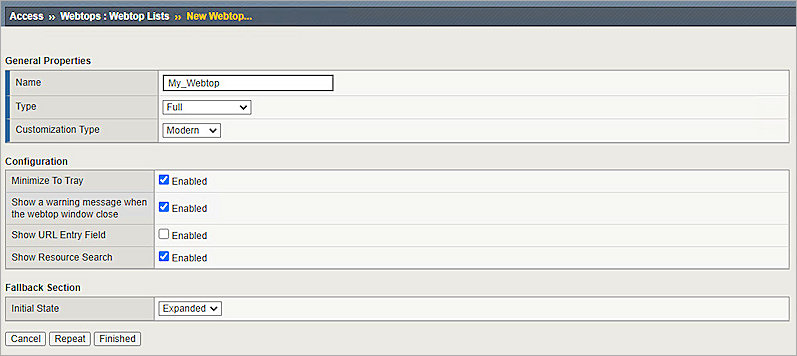 Access ›› Webtops : Webtop Lists ›› New Webtop...
General Properties
Name My_Webtop
Type Full
Customization Type Modern
Configuration
Minimize To Tray Enabled
Show a warning message when
the webtop window close Enabled
Show URL Entry Field Enabled
Show Resource Search Enabled
Fallback Section
Initial State Expanded
Cancel Repeat Finished